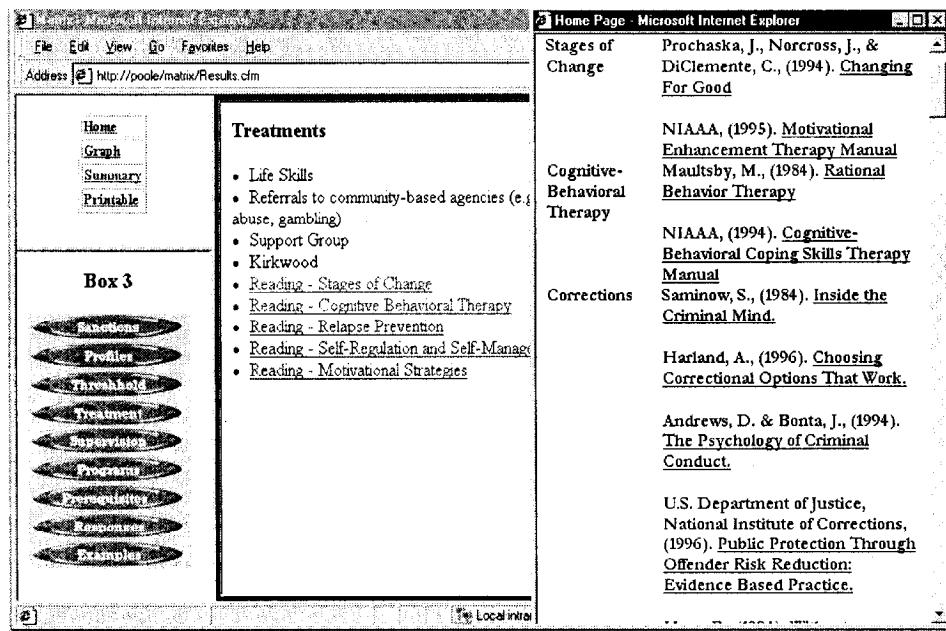 Matrix - Microsoft Internet Explorer
File Edit View Go Favorites Help
Address http://poole/matrix/Results.cfm
Home
Graph
Summary
Printable
Box 3
Sanctions
Profiles
Threshhold
Treatment
Supervision
Programs
Prerequisites
Responses
Examples
Treatments
• Life Skills
• Referrals to community-based agencies (e.g
abuse, gambling)
• Support Group
• Kirkwood
• Reading - Stages of Change
• Reading - Cognitive Behavioral Therapy
• Reading - Relapse Prevention
• Reading - Self-Regulation and Self-Manage
• Reading - Motivational Strategies
Local intra
Home Page - Microsoft Internet Explorer
Stages of Prochaska, J., Norcross, J., &
Change DiClemente, C., (1994). Changing
For Good
NIAAA, (1995). Motivational
Enhancement Therapy Manual
Cognitive- Maultsby, M., (1984). Rational
Behavioral Behavior Therapy
Therapy
NIAAA, (1994). Cognitive-
Behavioral Coping Skills Therapy
Manual
Corrections Saminow, S., (1984). Inside the
Criminal Mind.
Harland, A., (1996). Choosing
Correctional Options That Work.
Andrews, D. & Bonta, J., (1994).
The Psychology of Criminal
Conduct.
U.S. Department of Justice,
National Institute of Corrections,
(1996). Public Protection Through
Offender Risk Reduction:
Evidence Based Practice.